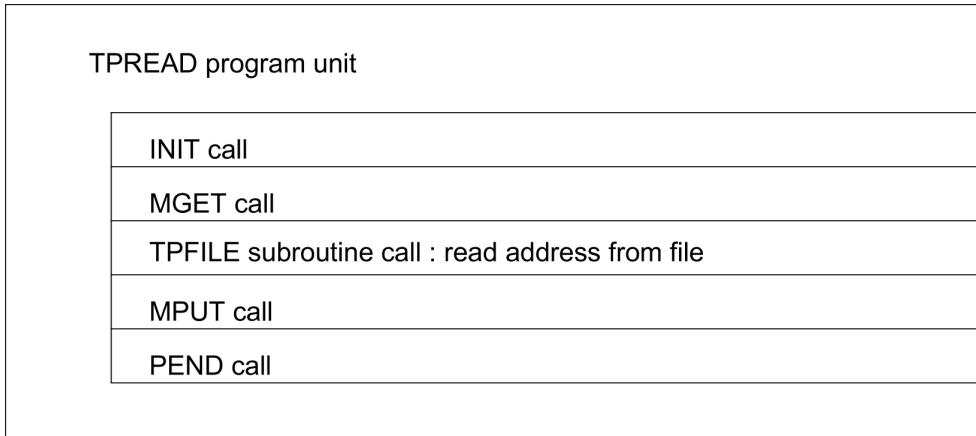 TPREAD program unit
INIT call
MGET call
TPFILE subroutine call : read address from file
MPUT call
PEND call